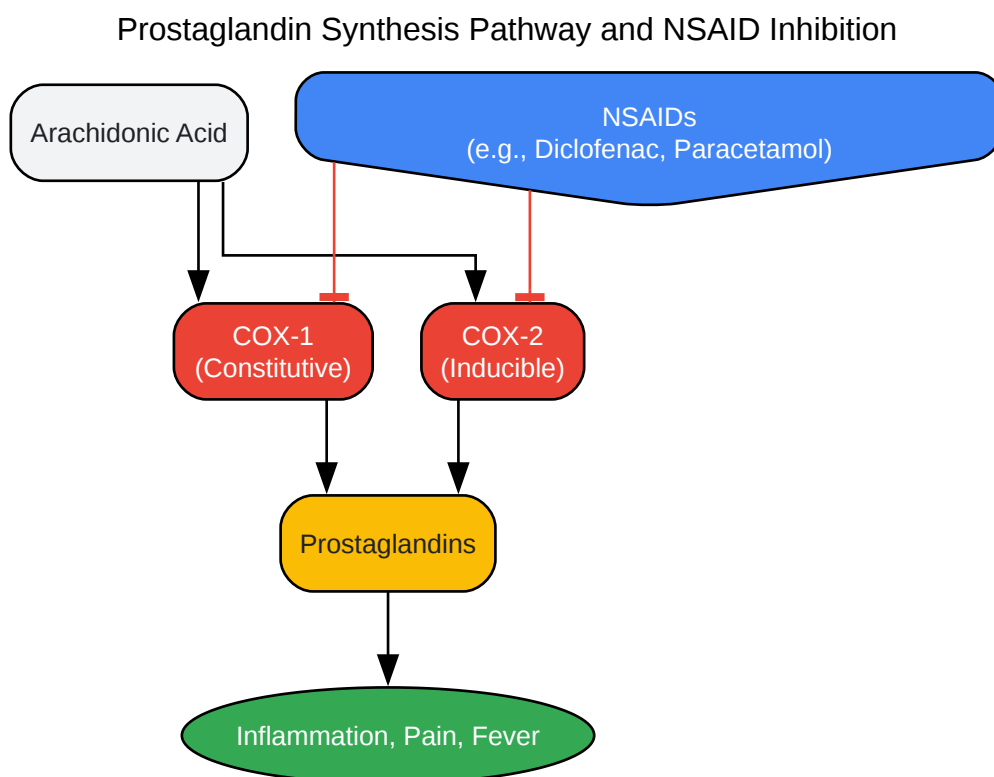 Prostaglandin Synthesis Pathway and NSAID Inhibition
Arachidonic Acid
NSAIDs
(e.g., Diclofenac, Paracetamol)
COX-1
(Constitutive)
COX-2
(Inducible)
Prostaglandins
Inflammation, Pain, Fever